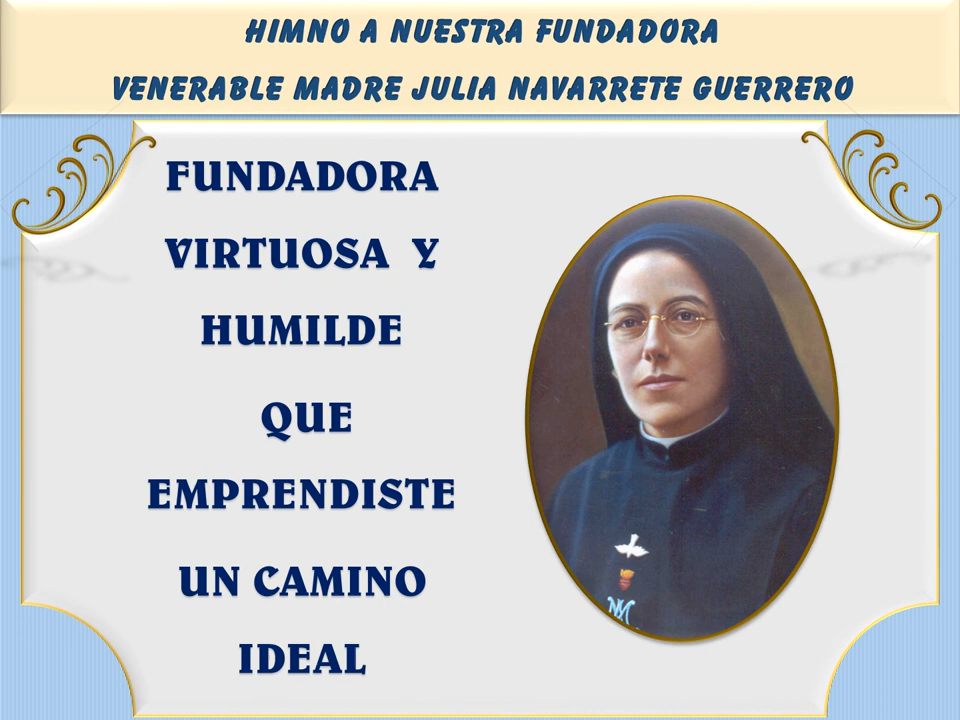 HIMNO A NUESTRA FUNDADORA
VENERABLE MADRE JULIA NAVARRETE GUERRERO
FUNDADORA
VIRTUOSA Y
HUMILDE
QUE
EMPRENDISTE
UN CAMINO
IDEAL